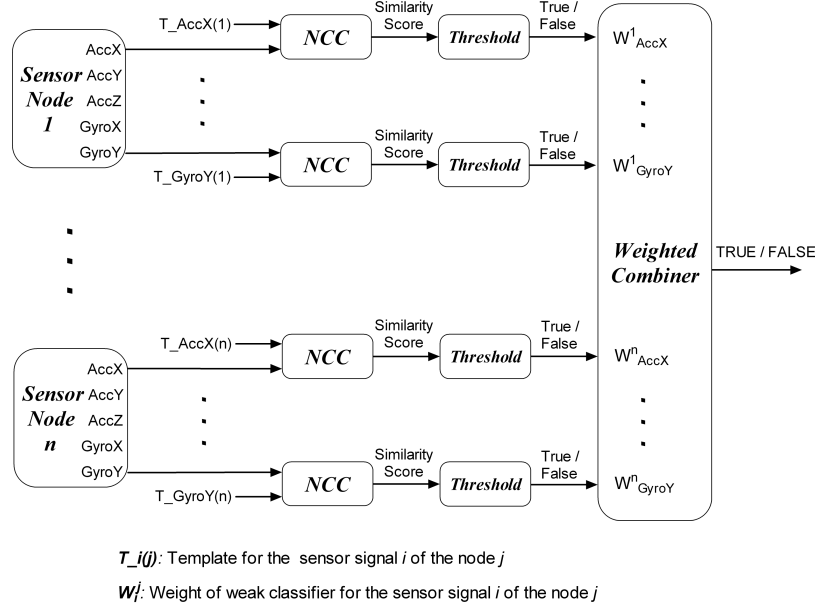 T_AccX(1)
NCC
Similarity
Score
Threshold
True /
False
W¹AccX
Sensor
Node
1
AccX
AccY
AccZ
GyroX
GyroY
T_GyroY(1)
NCC
Similarity
Score
Threshold
True /
False
W¹GyroY
Weighted
Combiner
TRUE / FALSE
T_AccX(n)
NCC
Similarity
Score
Threshold
True /
False
WⁿAccX
Sensor
Node
n
AccX
AccY
AccZ
GyroX
GyroY
T_GyroY(n)
NCC
Similarity
Score
Threshold
True /
False
WⁿGyroY
T_i(j): Template for the sensor signal i of the node j
Wᵢʲ: Weight of weak classifier for the sensor signal i of the node j